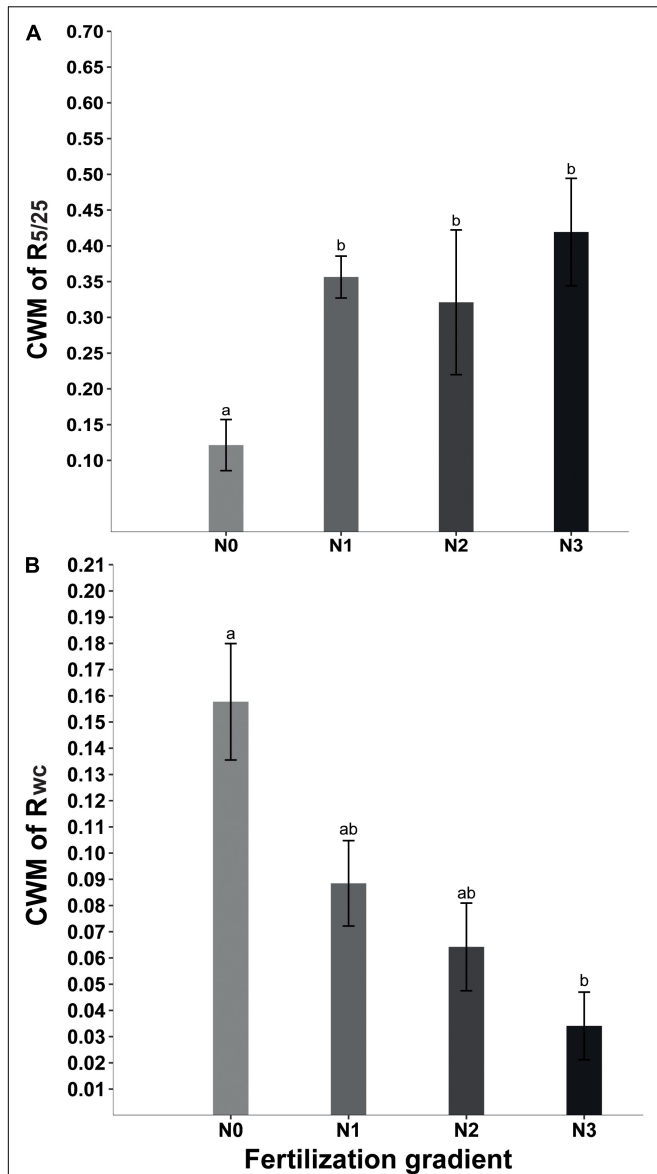 A
CWM of R5/25
0.70
0.65
0.60
0.55
0.50
0.45
0.40
0.35
0.30
0.25
0.20
0.15
0.10
a
b
b
b
N0 N1 N2 N3
B
CWM of Rwc
0.21
0.20
0.19
0.18
0.17
0.16
0.15
0.14
0.13
0.12
0.11
0.10
0.09
0.08
0.07
0.06
0.05
0.04
0.03
0.02
0.01
a
ab
ab
b
N0 N1 N2 N3
Fertilization gradient